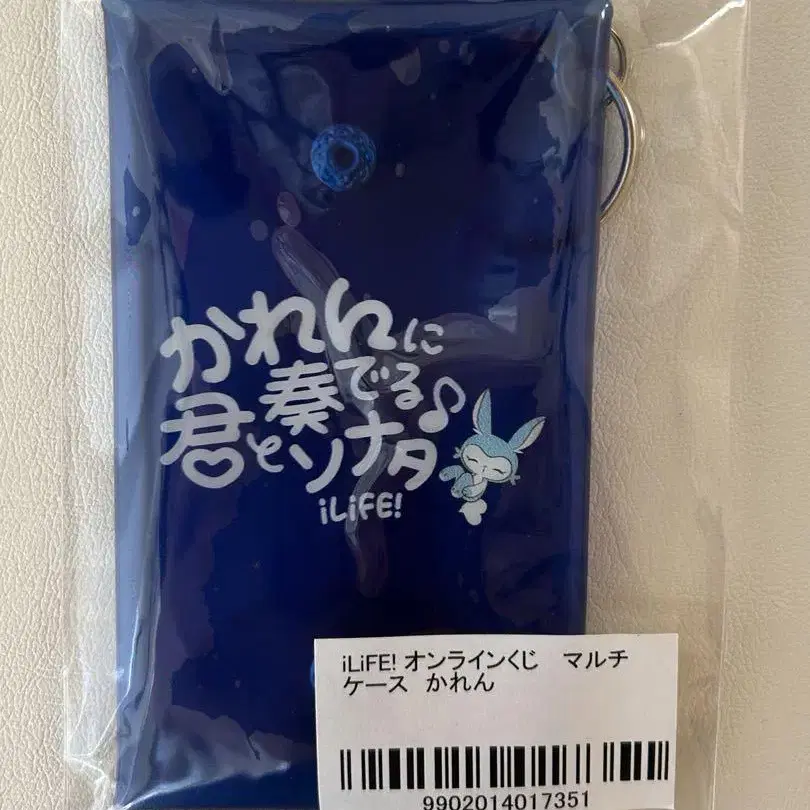 かれんに
奏でる♪
君とソナタ
iLiFE!
iLiFE! オンラインくじ　マルチ
ケース　かれん
9902014017351